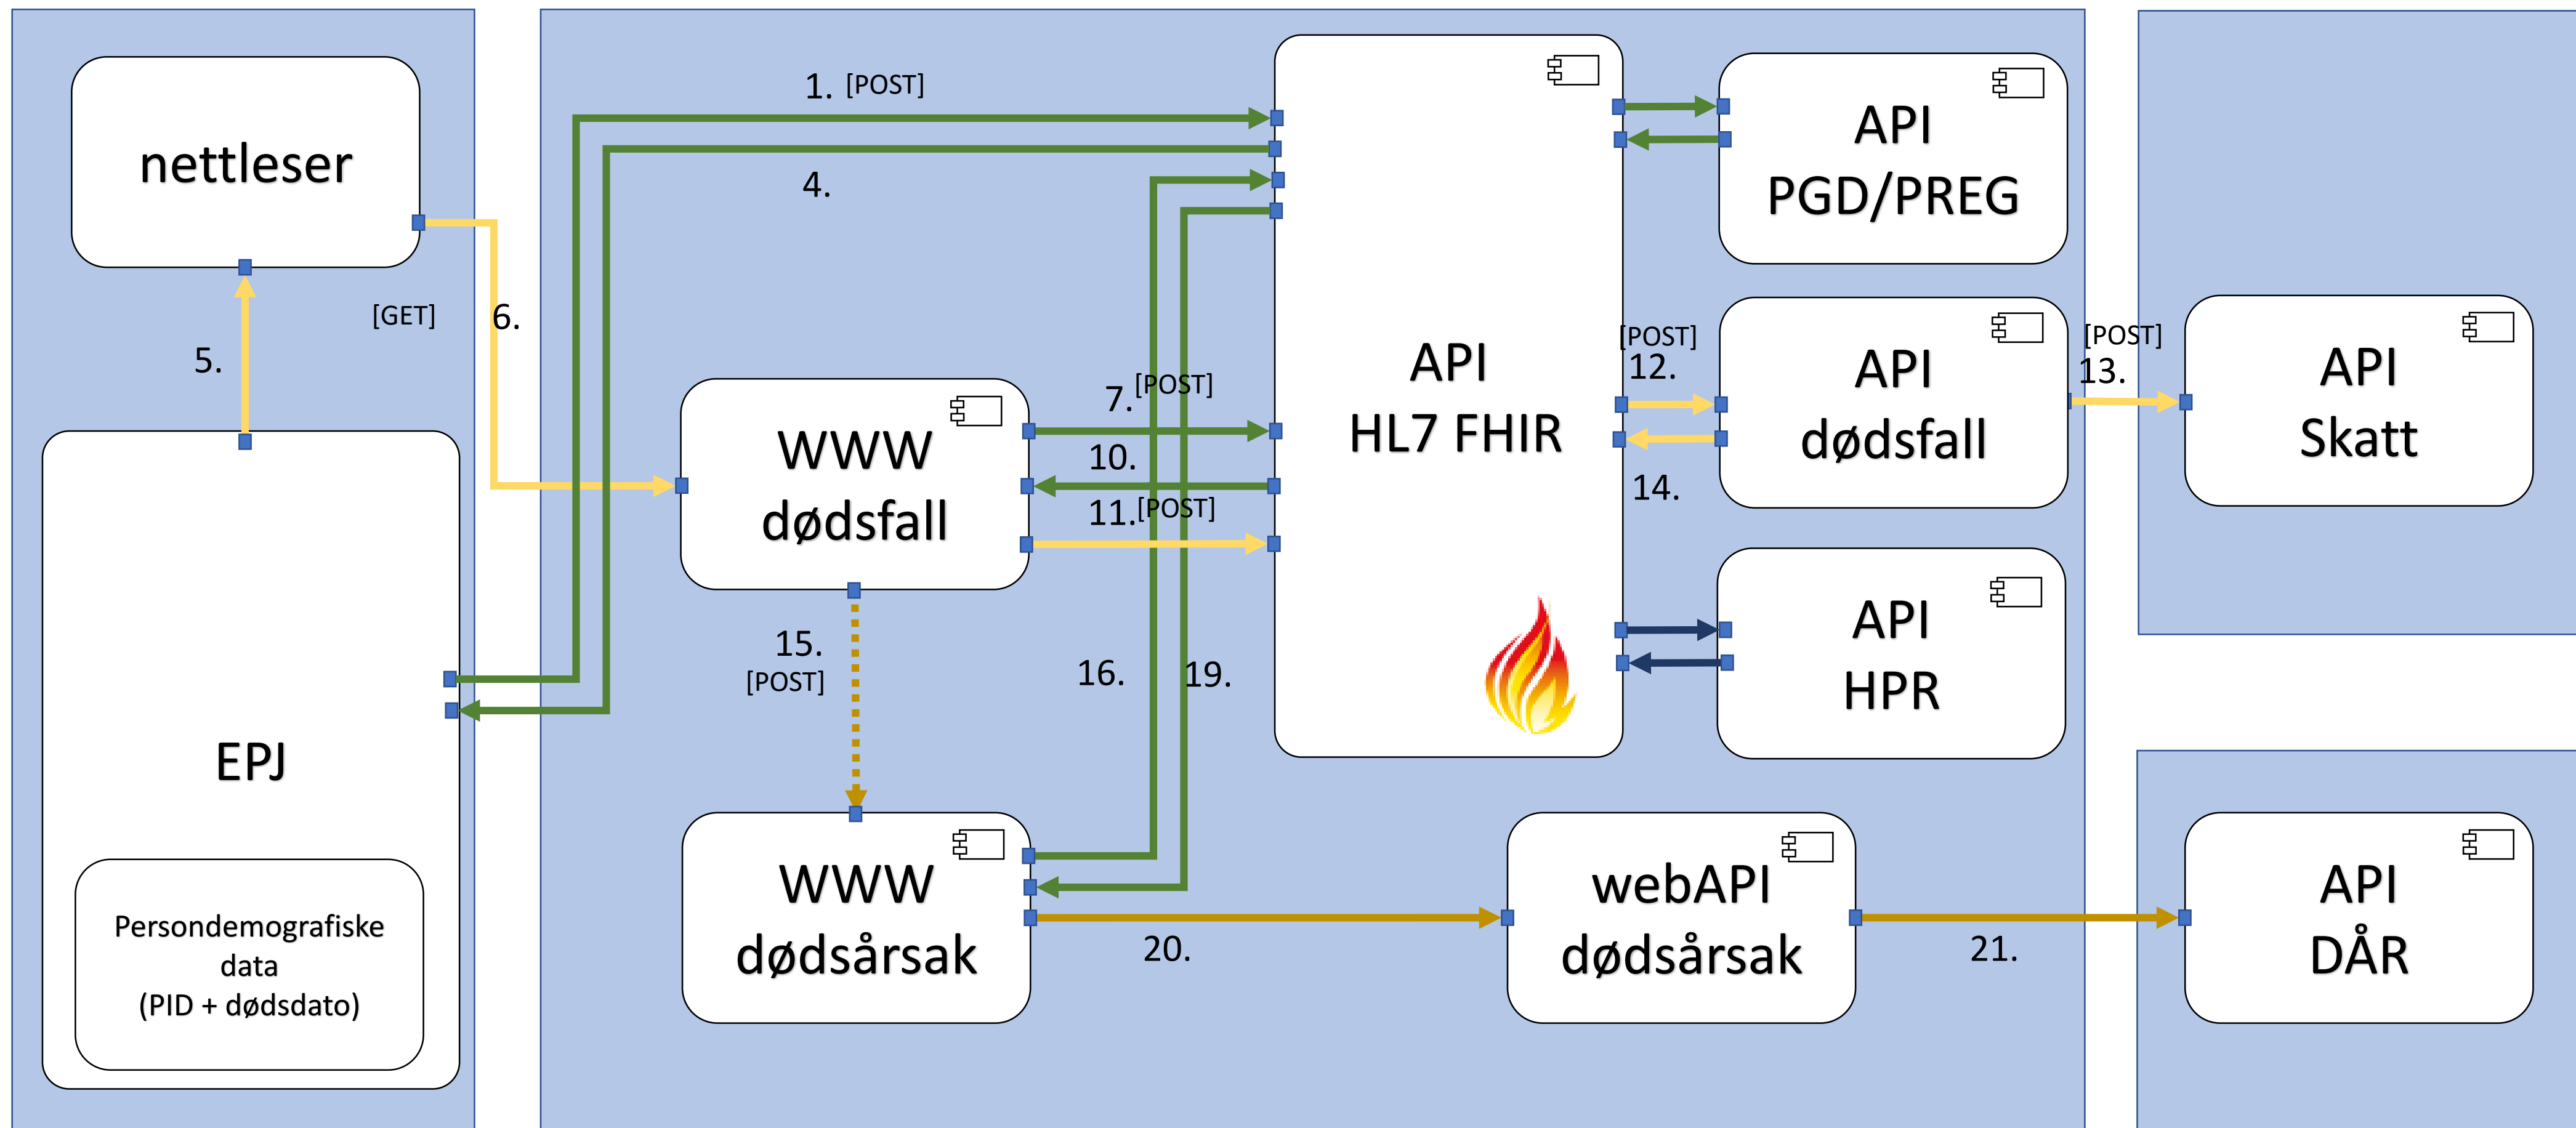 nettleser
5.
[GET]
6.
EPJ
Persondemografiske
data
(PID + dødsdato)
1. [POST]
4.
WWW
dødsfall
7. [POST]
10.
11. [POST]
15.
[POST]
16.
19.
WWW
dødsårsak
20.
API
HL7 FHIR
API
PGD/PREG
[POST]
12.
14.
API
dødsfall
API
HPR
webAPI
dødsårsak
21.
[POST]
13.
API
Skatt
API
DÅR